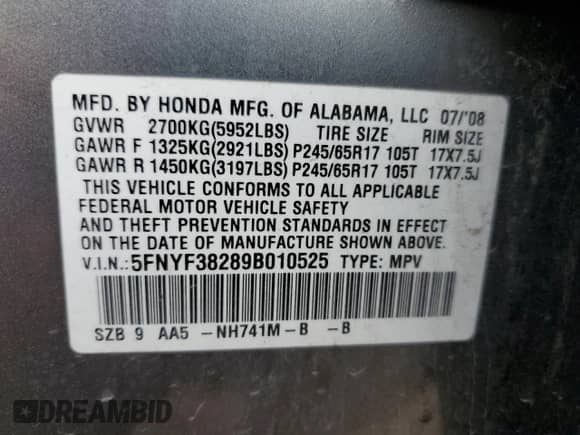 MFD. BY HONDA MFG. OF ALABAMA, LLC 07/'08
GVWR 2700KG(5952LBS) TIRE SIZE RIM SIZE
GAWR F 1325KG(2921LBS) P245/65R17 105T 17X7.5J
GAWR R 1450KG(3197LBS) P245/65R17 105T 17X7.5J
THIS VEHICLE CONFORMS TO ALL APPLICABLE
FEDERAL MOTOR VEHICLE SAFETY
AND THEFT PREVENTION STANDARDS IN EFFECT
ON THE DATE OF MANUFACTURE SHOWN ABOVE.
V.I.N.:5FNYF38289B010525 TYPE: MPV
SZB 9 AA5 -NH741M-B -B
DREAMBID